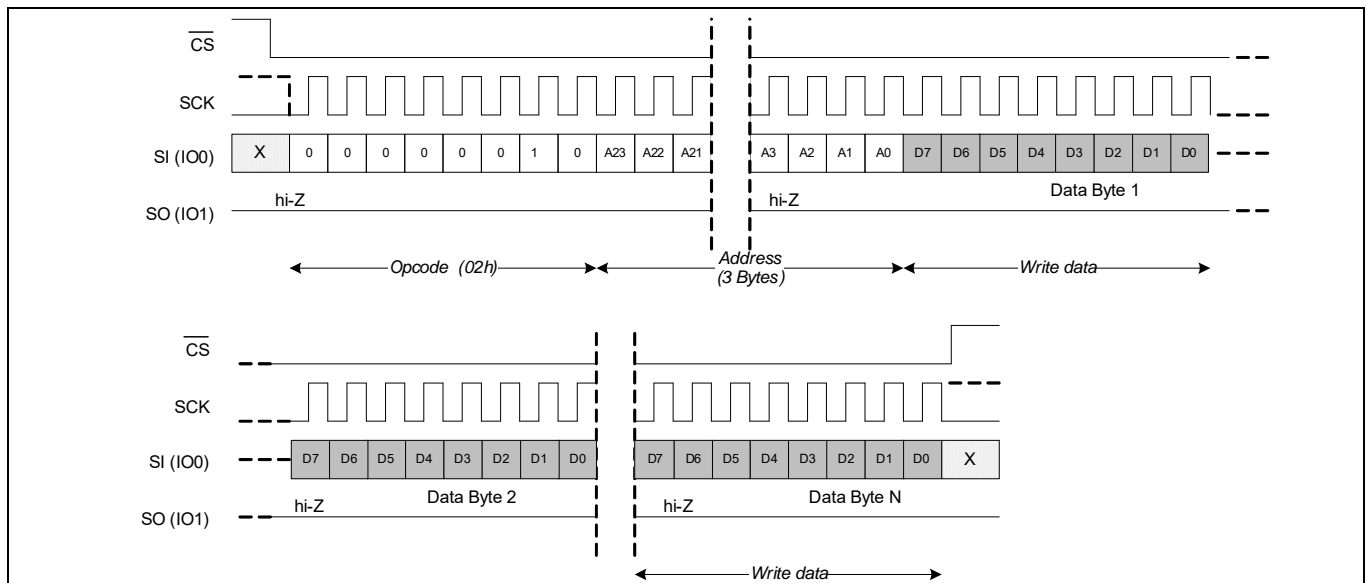 CS
SCK
SI (IO0) X 0 0 0 0 0 0 1 0 A23 A22 A21 A3 A2 A1 A0 D7 D6 D5 D4 D3 D2 D1 D0
Data Byte 1
hi-Z hi-Z
SO (IO1)
Opcode (02h) Address (3 Bytes) Write data
CS
SCK
SI (IO0) D7 D6 D5 D4 D3 D2 D1 D0 D7 D6 D5 D4 D3 D2 D1 D0 X
Data Byte 2 Data Byte N
hi-Z hi-Z
SO (IO1)
Write data